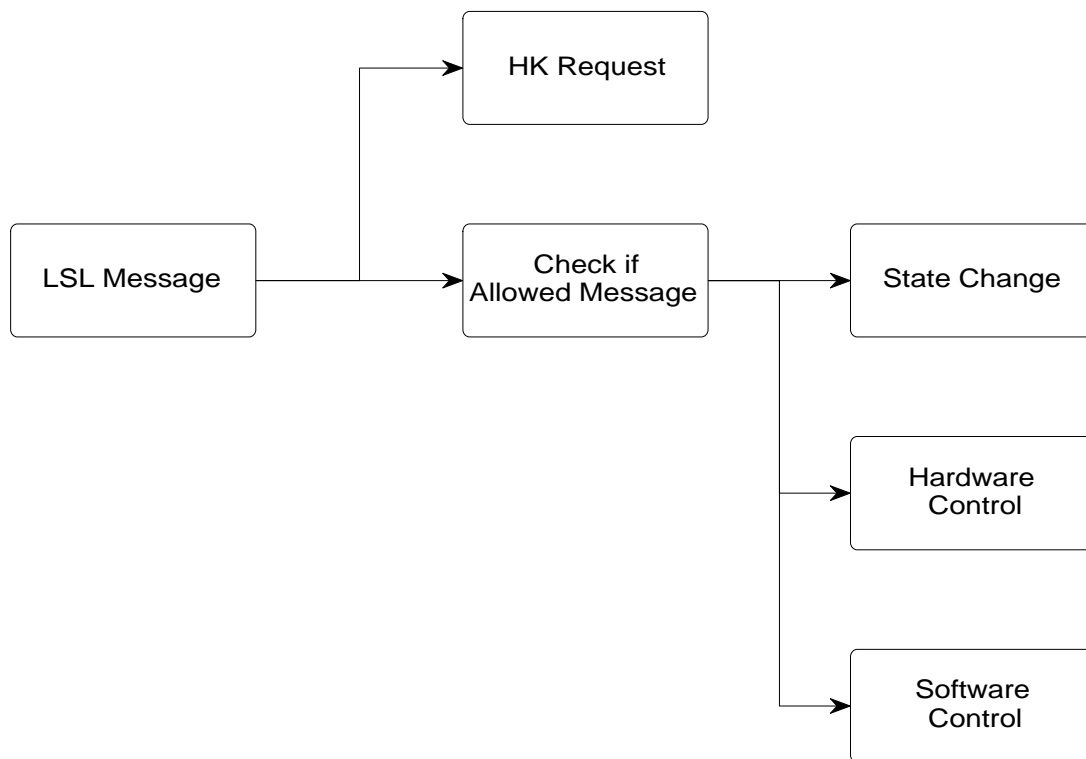 HK Request
LSL Message
Check if
Allowed Message
State Change
Hardware
Control
Software
Control